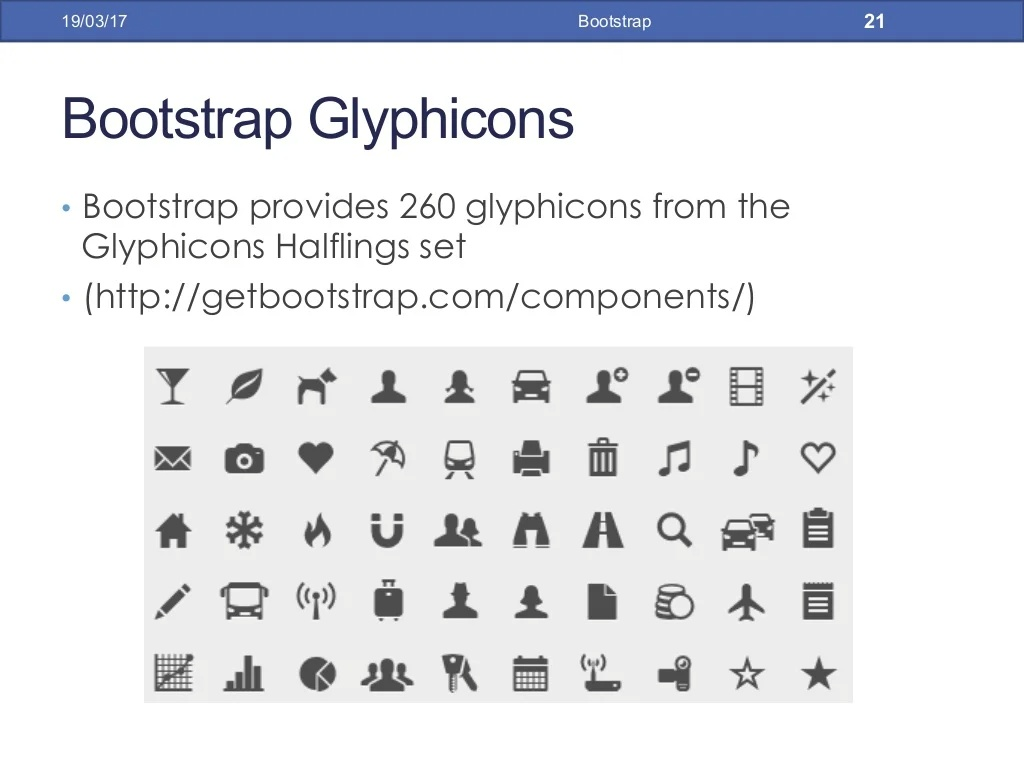 19/03/17 Bootstrap 21
Bootstrap Glyphicons
• Bootstrap provides 260 glyphicons from the
Glyphicons Halflings set
• (http://getbootstrap.com/components/)